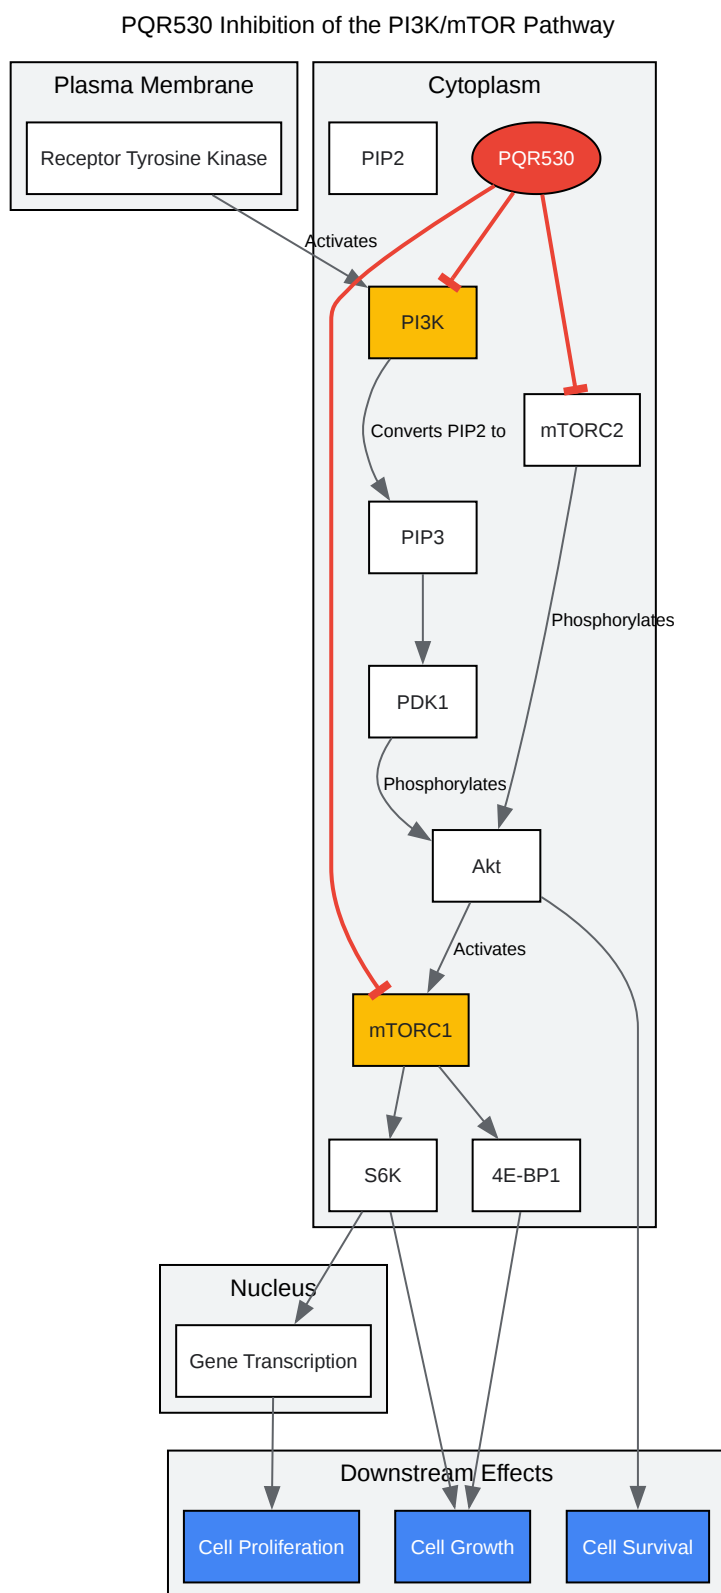 PQR530 Inhibition of the PI3K/mTOR Pathway
Plasma Membrane
Cytoplasm
Receptor Tyrosine Kinase
PIP2
PQR530
Activates
PI3K
Converts PIP2 to
mTORC2
PIP3
Phosphorylates
PDK1
Phosphorylates
Akt
Activates
mTORC1
S6K
4E-BP1
Nucleus
Gene Transcription
Downstream Effects
Cell Proliferation
Cell Growth
Cell Survival